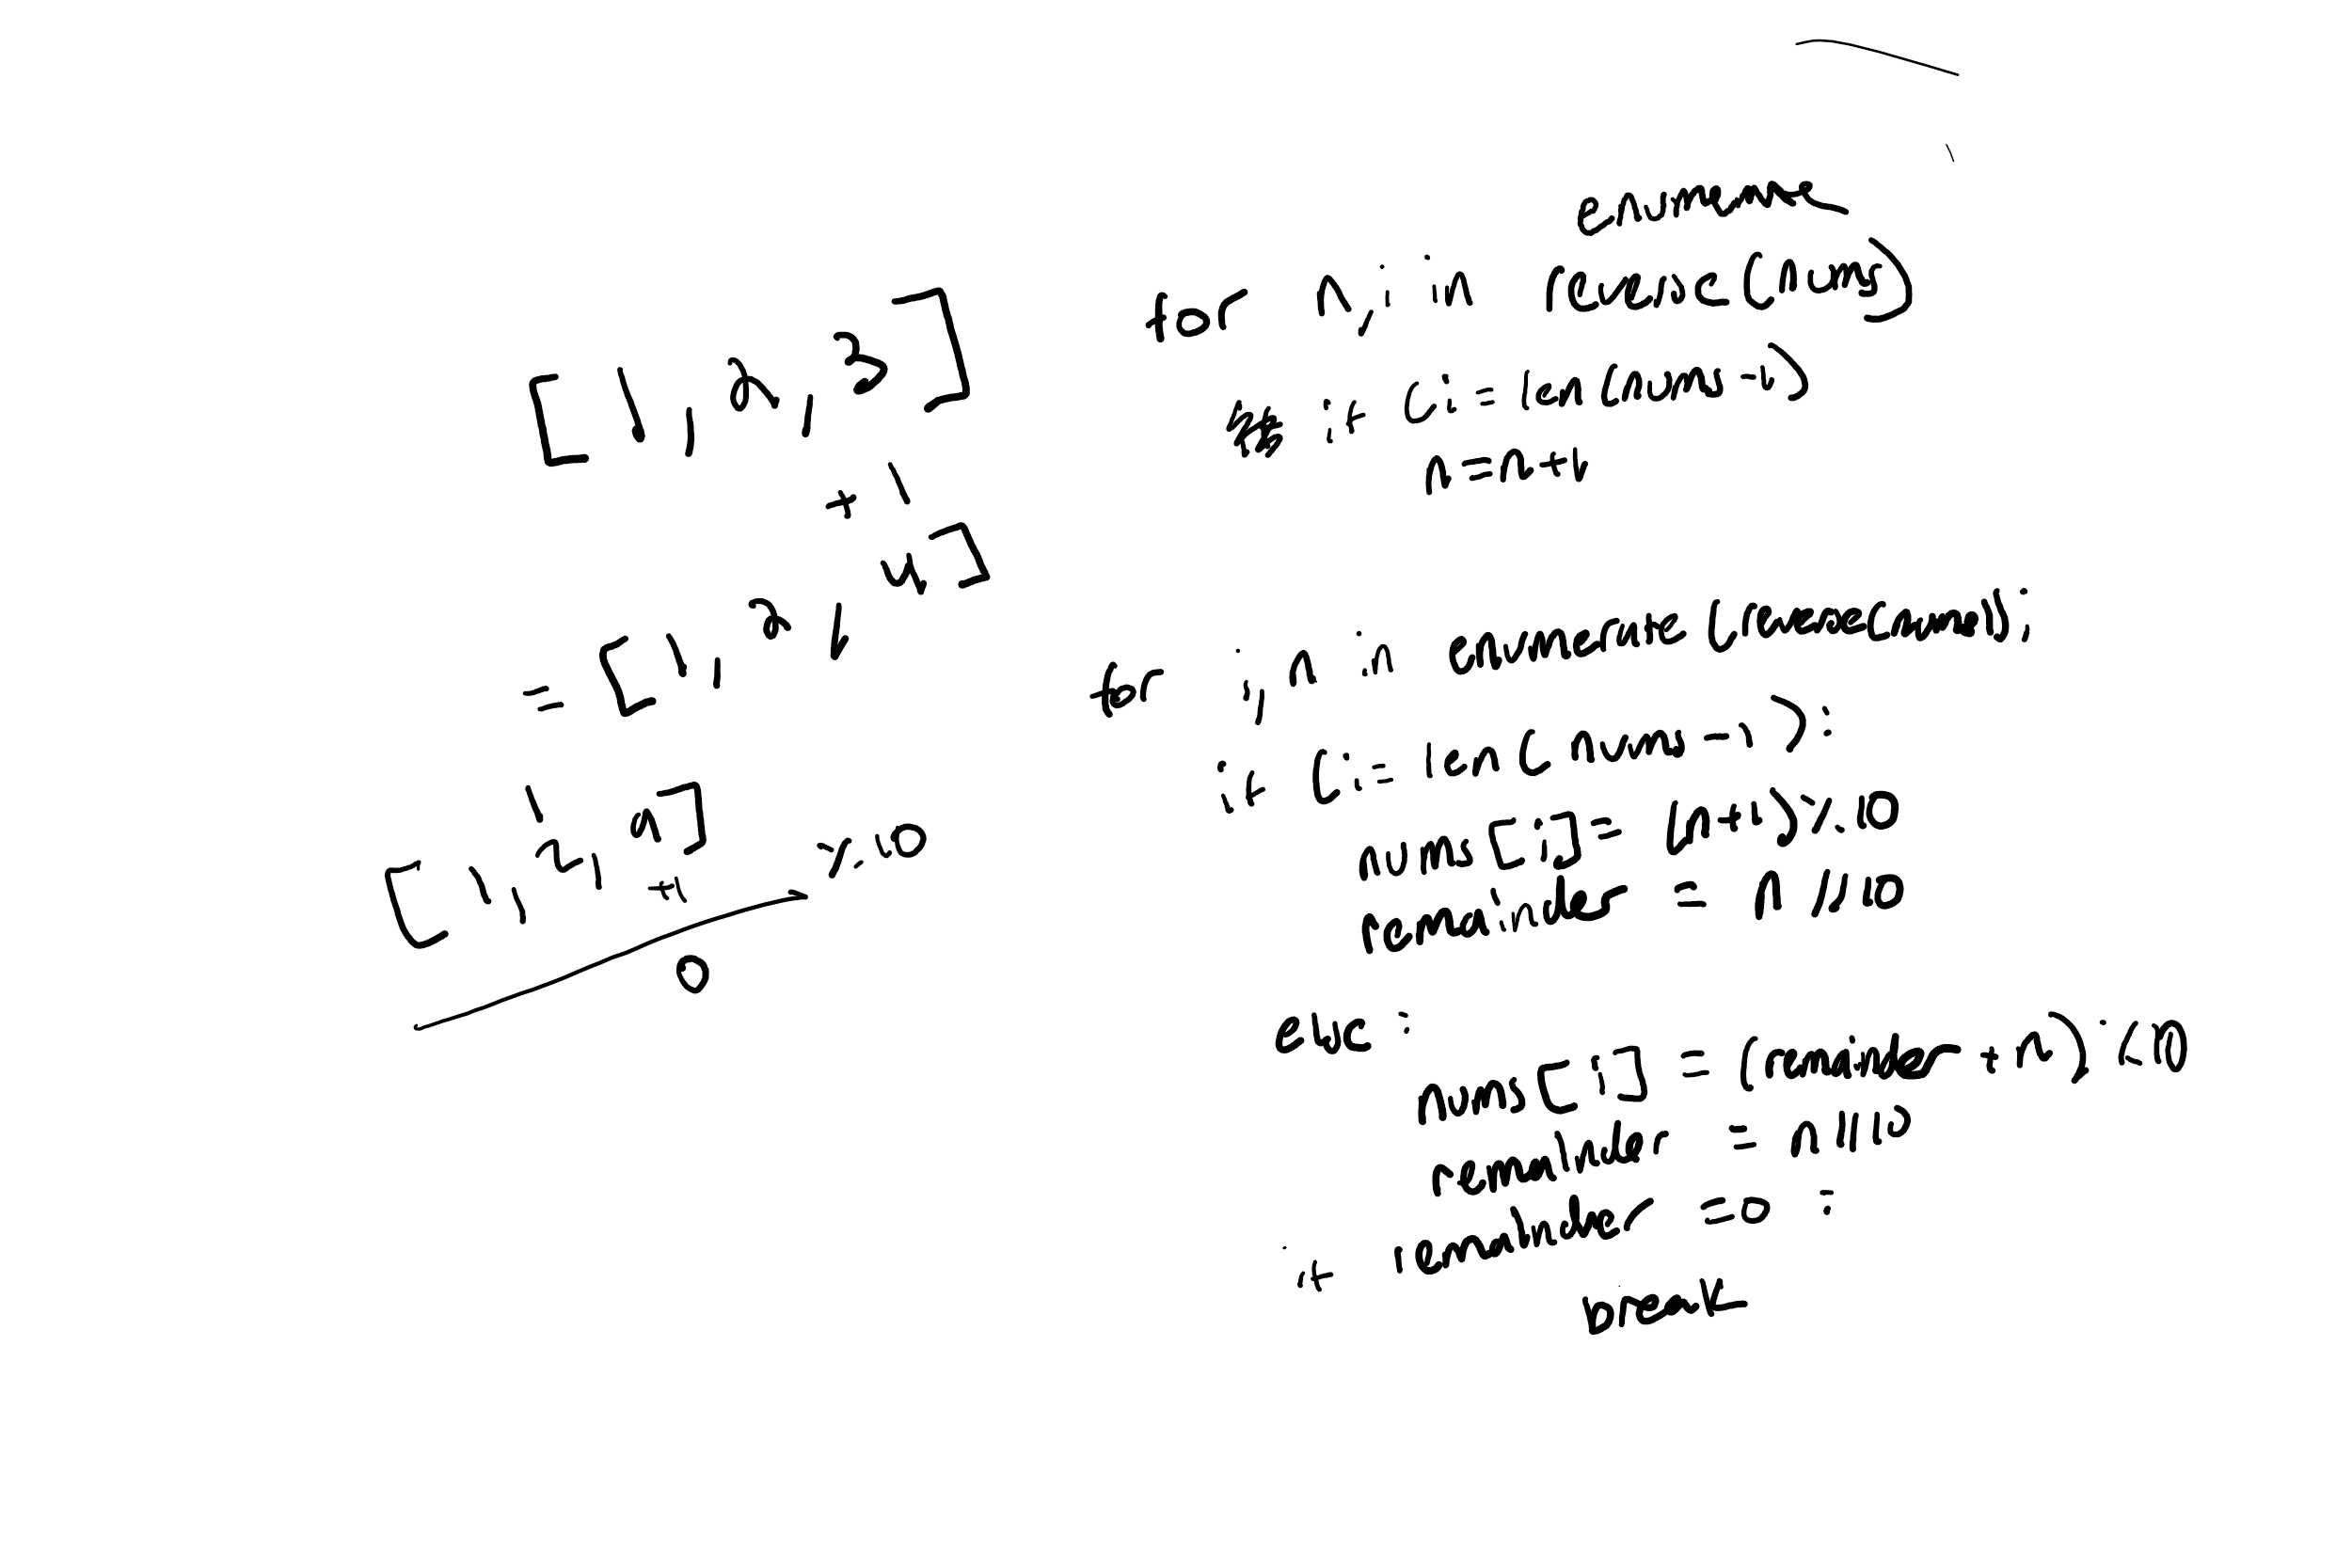 [1, 2, 3]
+ 1
= [1, 2, 4]
1
[1, 2, 9]
+1
% 10
0
for n, i in reverse(nums)
if (i = len(nums-1)
n = n+1
for i, n in enumerate (reverse(nums)):
if (i = len(nums-1):
nums[i] = (n+1) % 10
remainder = n // 10
else :
nums[i] = (remainder + n) % 10
remainder = n // 10
if remainder = 0 :
break